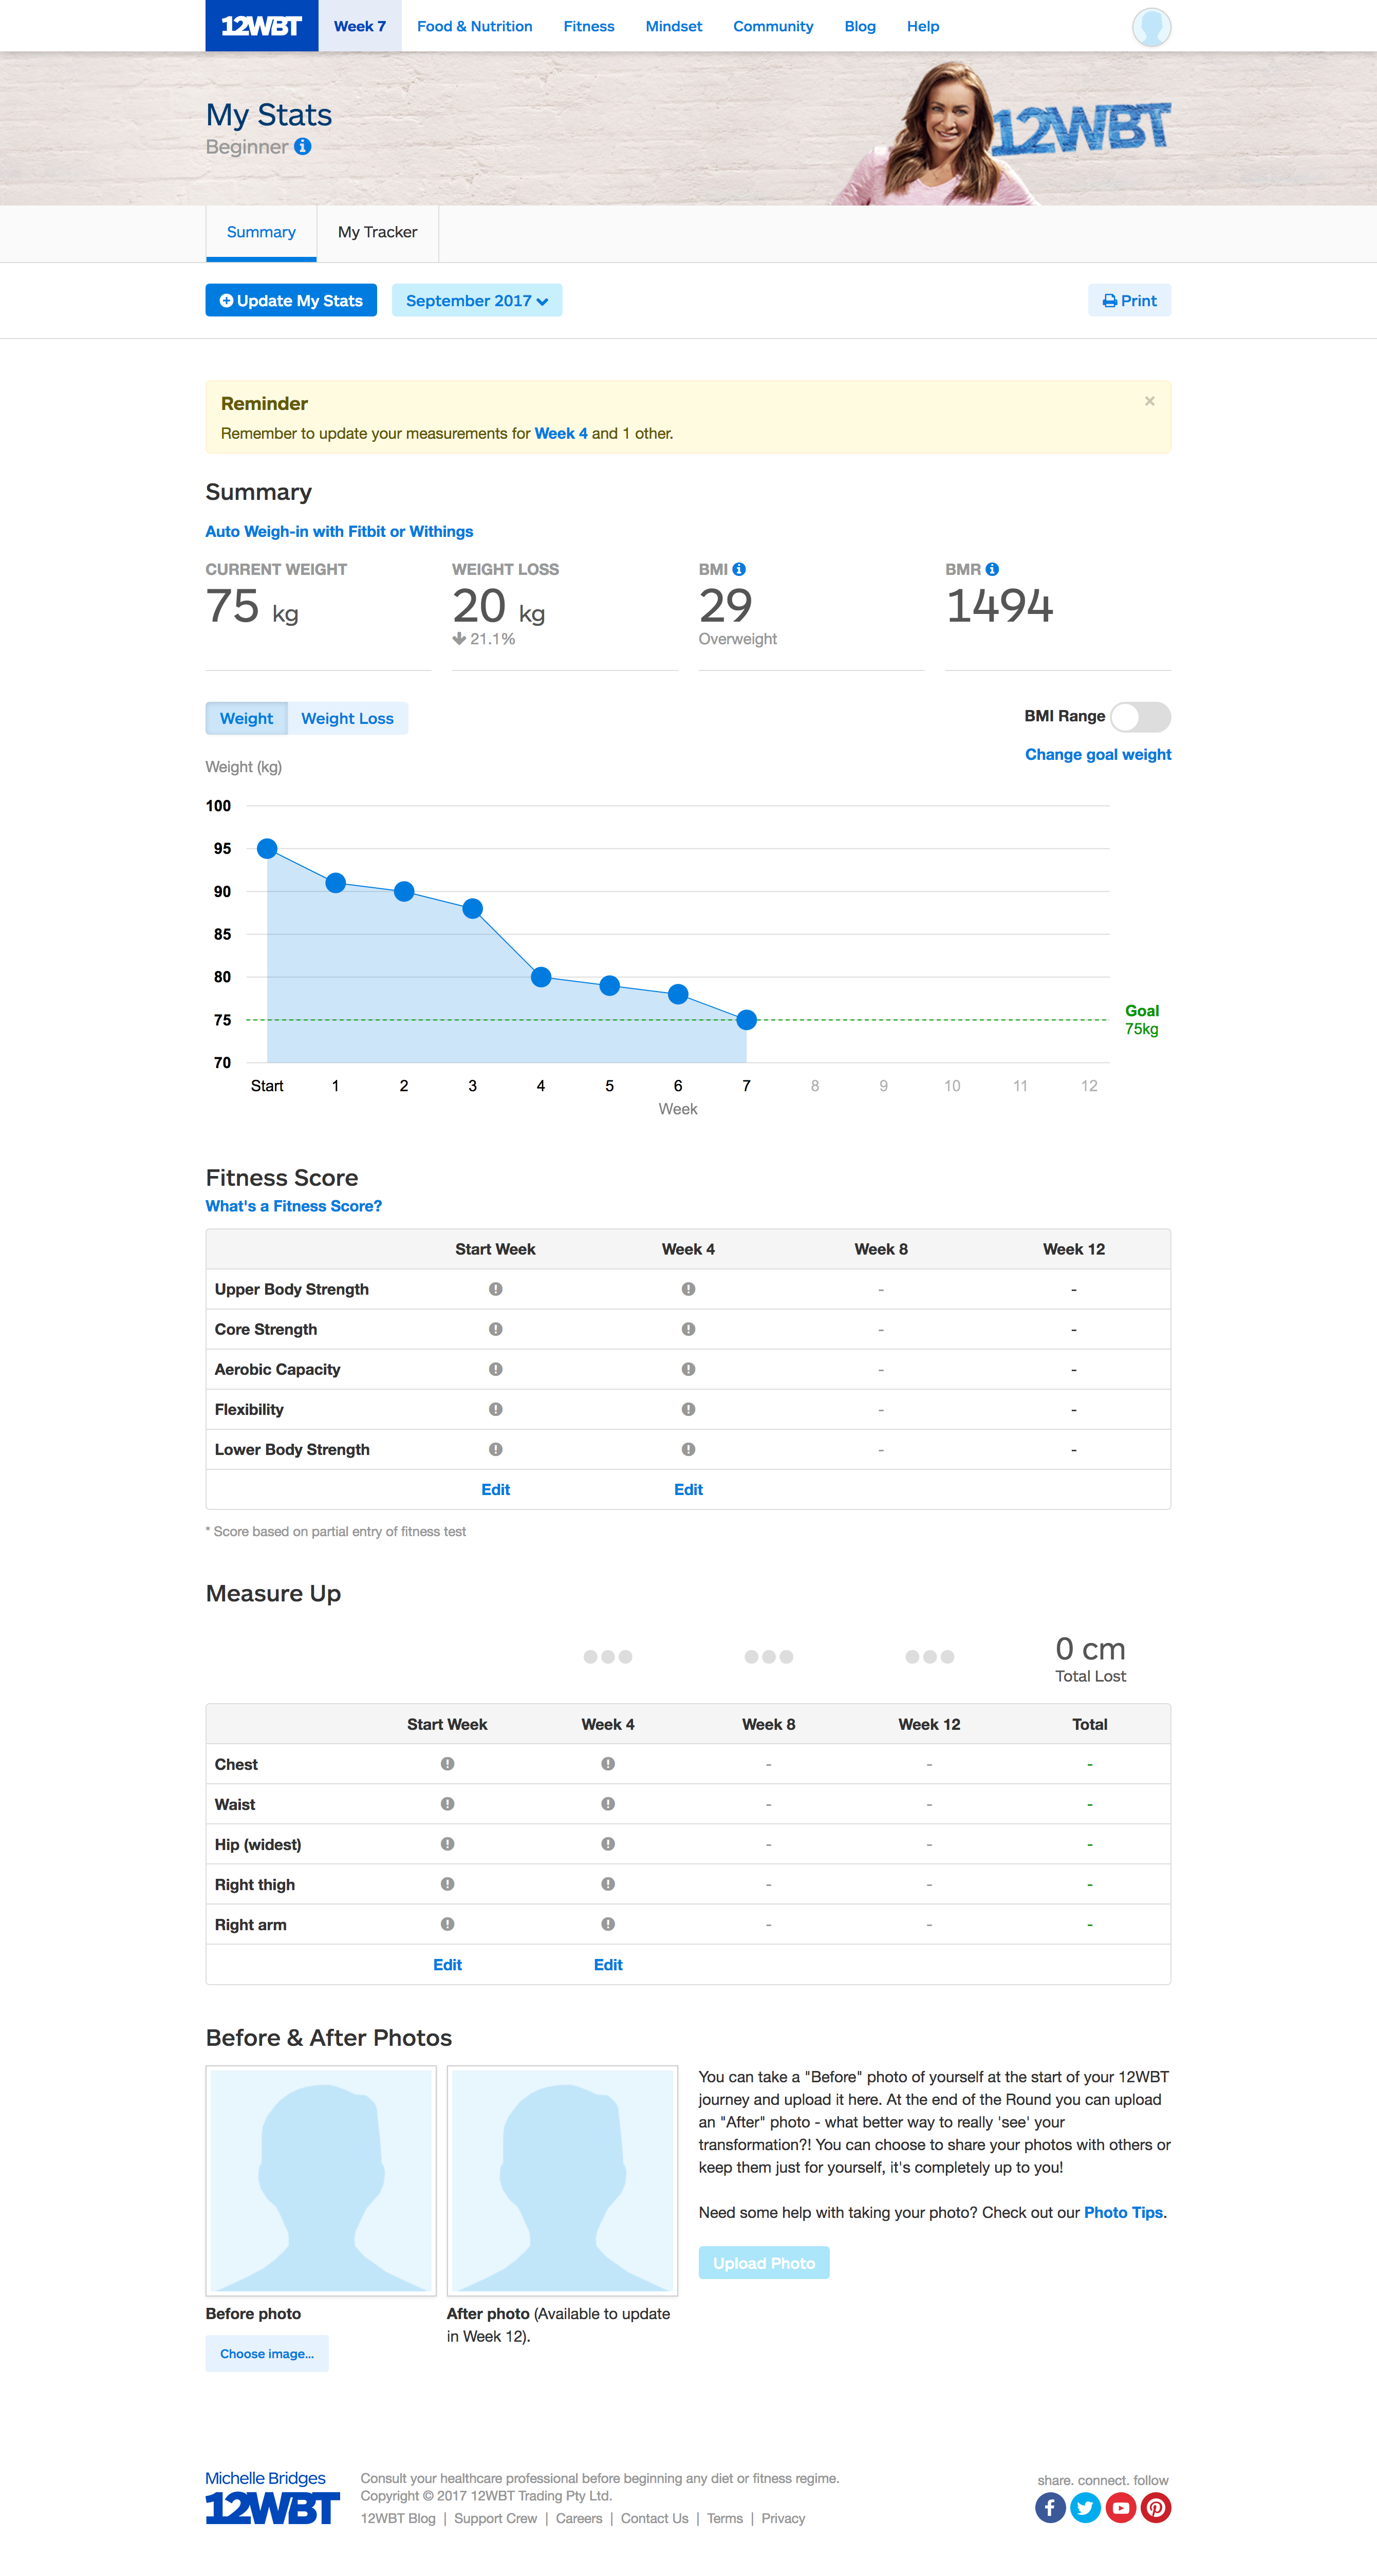 12WBT Week 7 Food & Nutrition Fitness Mindset Community Blog Help
My Stats
Beginner
12WBT
Summary My Tracker
Update My Stats September 2017 Print
Reminder ×
Remember to update your measurements for Week 4 and 1 other.
Summary
Auto Weigh-in with Fitbit or Withings
CURRENT WEIGHT WEIGHT LOSS BMI BMR
75 kg 20 kg 29 1494
21.1% Overweight
Weight Weight Loss BMI Range
Change goal weight
Weight (kg)
100
95
90
85
80
75 Goal
75kg
70
Start 1 2 3 4 5 6 7 8 9 10 11 12
Week
Fitness Score
What's a Fitness Score?
Start Week Week 4 Week 8 Week 12
Upper Body Strength ! ! - -
Core Strength ! ! - -
Aerobic Capacity ! ! - -
Flexibility ! ! - -
Lower Body Strength ! ! - -
Edit Edit
* Score based on partial entry of fitness test
Measure Up
0 cm
Total Lost
Start Week Week 4 Week 8 Week 12 Total
Chest ! ! - - -
Waist ! ! - - -
Hip (widest) ! ! - - -
Right thigh ! ! - - -
Right arm ! ! - - -
Edit Edit
Before & After Photos
You can take a "Before" photo of yourself at the start of your 12WBT
journey and upload it here. At the end of the Round you can upload
an "After" photo - what better way to really 'see' your
transformation?! You can choose to share your photos with others or
keep them just for yourself, it's completely up to you!
Need some help with taking your photo? Check out our Photo Tips.
Upload Photo
Before photo
Choose image...
After photo (Available to update
in Week 12).
Michelle Bridges
12WBT
Consult your healthcare professional before beginning any diet or fitness regime.
Copyright © 2017 12WBT Trading Pty Ltd.
12WBT Blog | Support Crew | Careers | Contact Us | Terms | Privacy
share. connect. follow